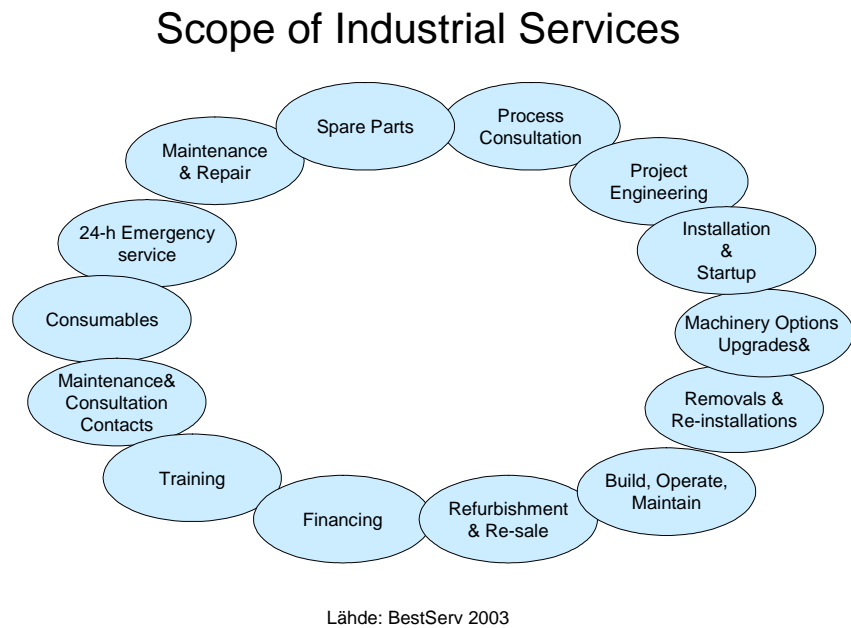 Scope of Industrial Services
Spare Parts
Process
Consultation
Maintenance
& Repair
Project
Engineering
24-h Emergency
service
Installation
&
Startup
Consumables
Machinery Options
Upgrades&
Maintenance&
Consultation
Contacts
Removals &
Re-installations
Training
Build, Operate,
Maintain
Financing
Refurbishment
& Re-sale
Lähde: BestServ 2003